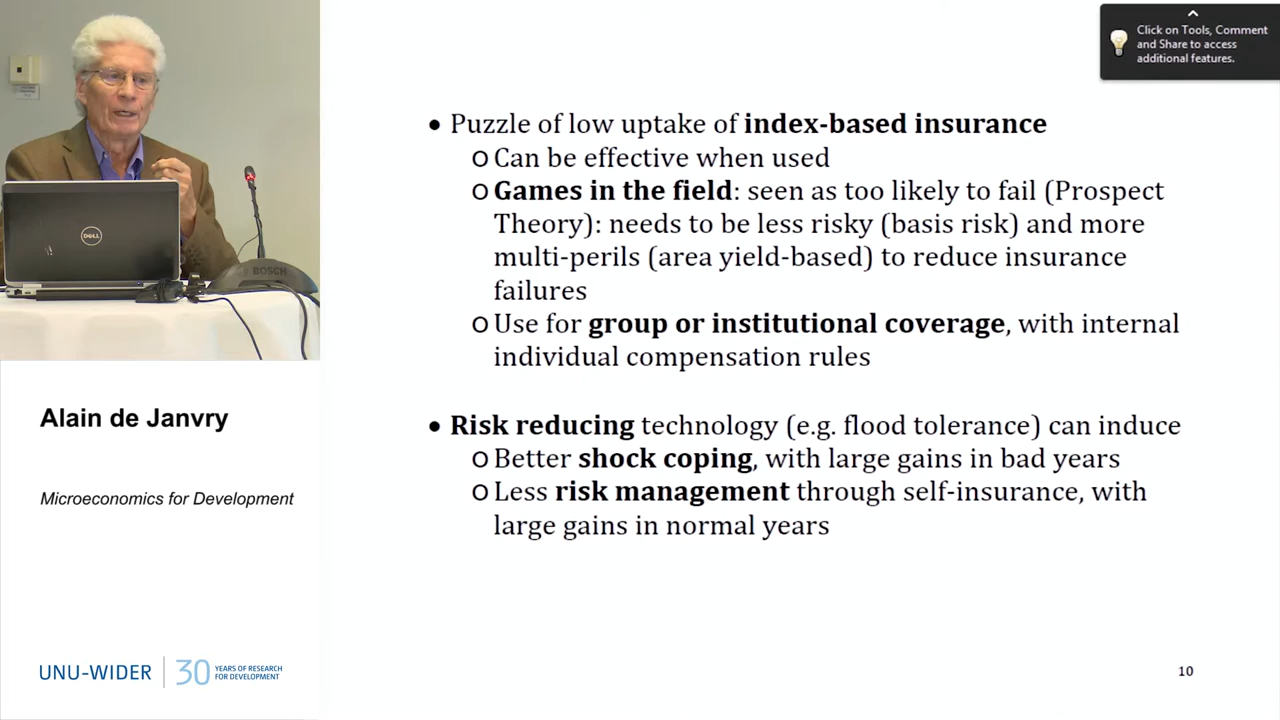 Click on Tools, Comment
and Share to access
additional features.
• Puzzle of low uptake of index-based insurance
o Can be effective when used
o Games in the field: seen as too likely to fail (Prospect
Theory): needs to be less risky (basis risk) and more
multi-perils (area yield-based) to reduce insurance
failures
o Use for group or institutional coverage, with internal
individual compensation rules
• Risk reducing technology (e.g. flood tolerance) can induce
o Better shock coping, with large gains in bad years
o Less risk management through self-insurance, with
large gains in normal years
10
DELL
BOSCH
Alain de Janvry
Microeconomics for Development
UNU-WIDER
30 YEARS OF RESEARCH
FOR DEVELOPMENT